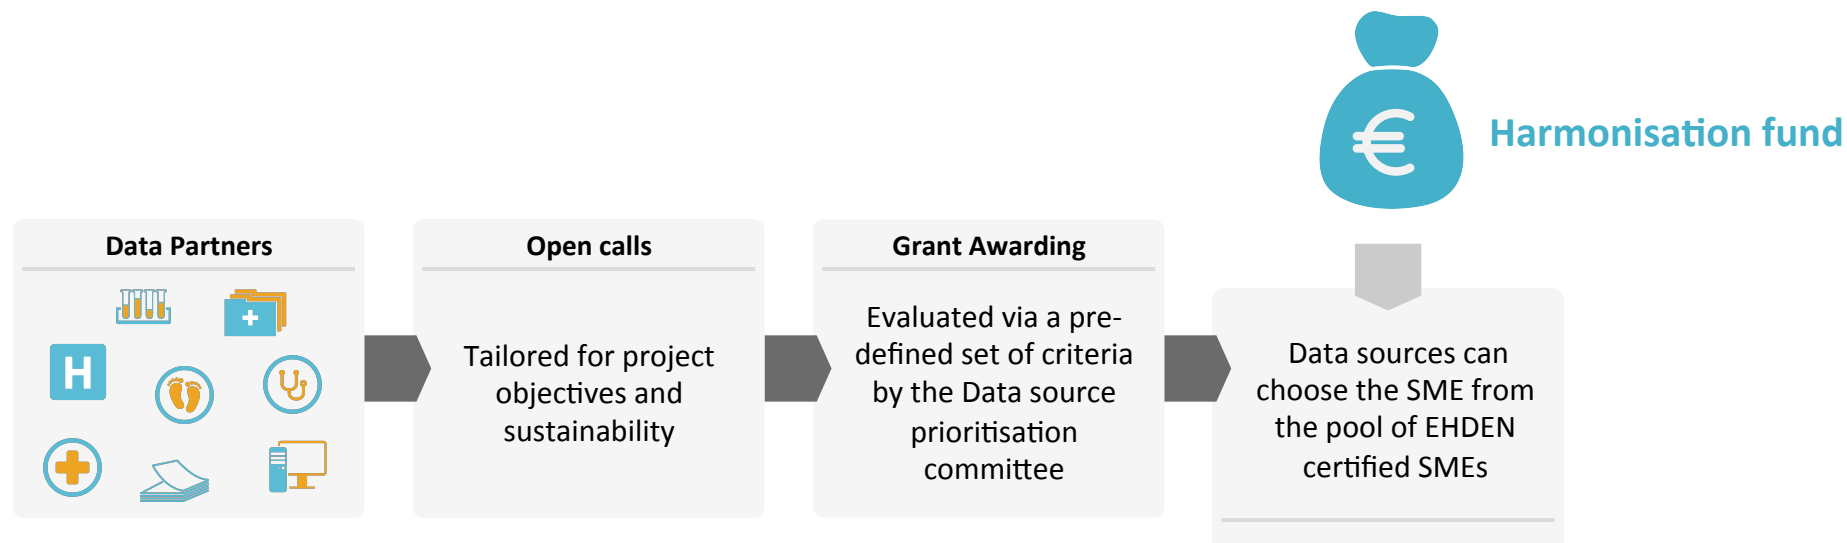 Harmonisation fund
Data Partners
H
Open calls
Tailored for project
objectives and
sustainability
Grant Awarding
Evaluated via a pre-
defined set of criteria
by the Data source
prioritisation
committee
Data sources can
choose the SME from
the pool of EHDEN
certified SMEs
€